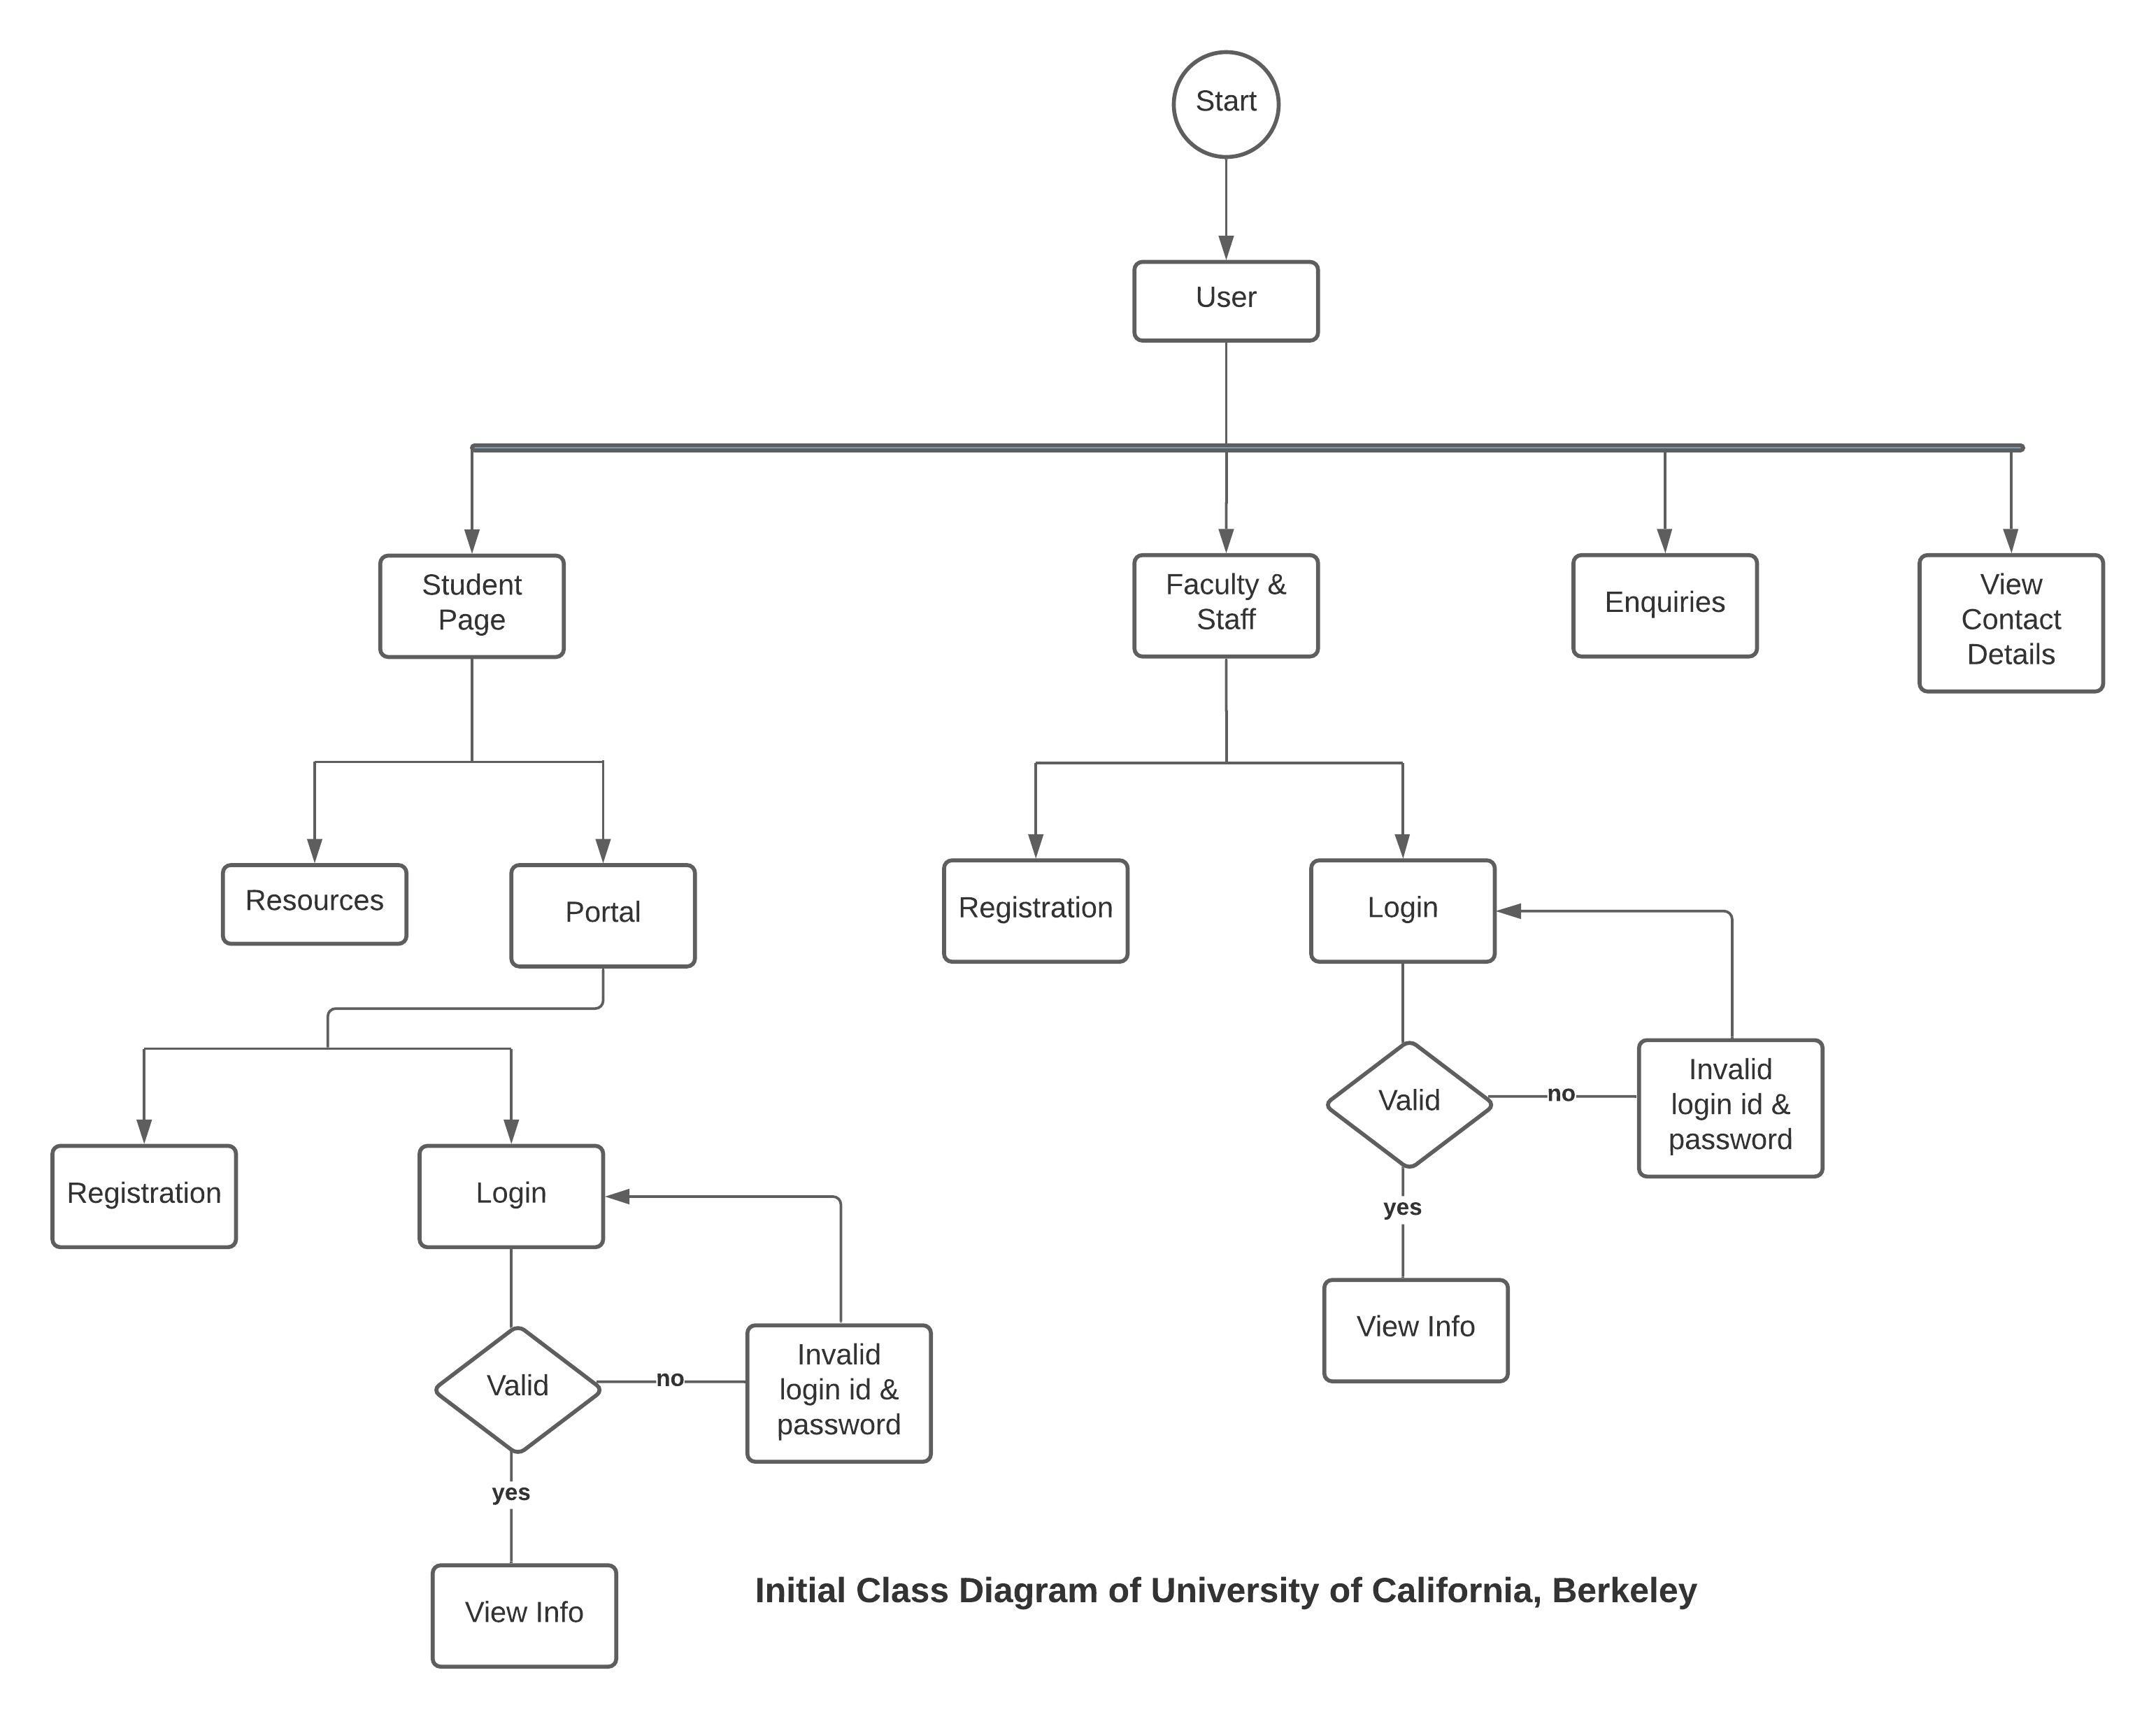 Start
User
Student
Page
Faculty &
Staff
Enquiries
View
Contact
Details
Resources
Portal
Registration
Login
Registration
Login
Valid
no
Invalid
login id &
password
yes
View Info
Valid
no
Invalid
login id &
password
yes
View Info
Initial Class Diagram of University of California, Berkeley